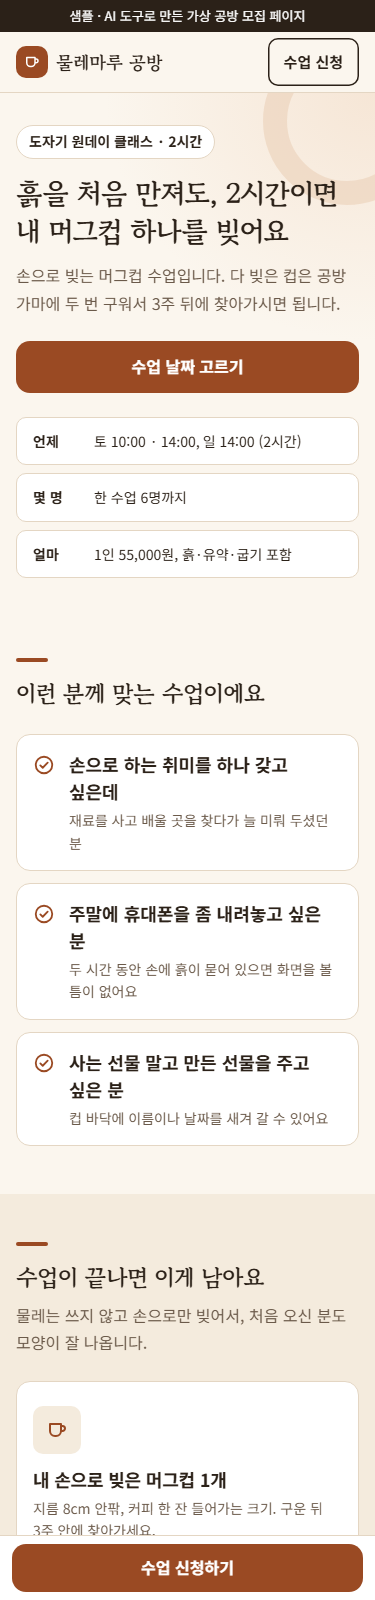 샘플 · AI 도구로 만든 가상 공방 모집 페이지
물레마루 공방
수업 신청
도자기 원데이 클래스 · 2시간
흙을 처음 만져도, 2시간이면
내 머그컵 하나를 빚어요
손으로 빚는 머그컵 수업입니다. 다 빚은 컵은 공방
가마에 두 번 구워서 3주 뒤에 찾아가시면 됩니다.
수업 날짜 고르기
언제 토 10:00 · 14:00, 일 14:00 (2시간)
몇 명 한 수업 6명까지
얼마 1인 55,000원, 흙·유약·굽기 포함
이런 분께 맞는 수업이에요
손으로 하는 취미를 하나 갖고
싶은데
재료를 사고 배울 곳을 찾다가 늘 미뤄 두셨던
분
주말에 휴대폰을 좀 내려놓고 싶은
분
두 시간 동안 손에 흙이 묻어 있으면 화면을 볼
틈이 없어요
사는 선물 말고 만든 선물을 주고
싶은 분
컵 바닥에 이름이나 날짜를 새겨 갈 수 있어요
수업이 끝나면 이게 남아요
물레는 쓰지 않고 손으로만 빚어서, 처음 오신 분도
모양이 잘 나옵니다.
내 손으로 빚은 머그컵 1개
지름 8cm 안팎, 커피 한 잔 들어가는 크기. 구운 뒤
3주 안에 찾아가세요.
수업 신청하기